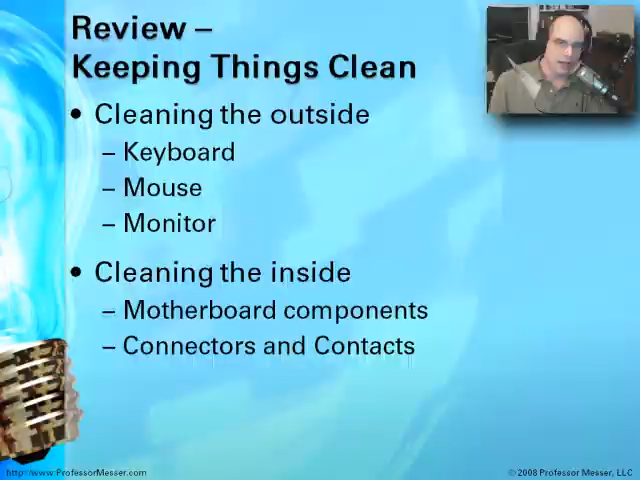 Review –
Keeping Things Clean
• Cleaning the outside
– Keyboard
– Mouse
– Monitor
• Cleaning the inside
– Motherboard components
– Connectors and Contacts
http://www.ProfessorMesser.com
© 2008 Professor Messer, LLC